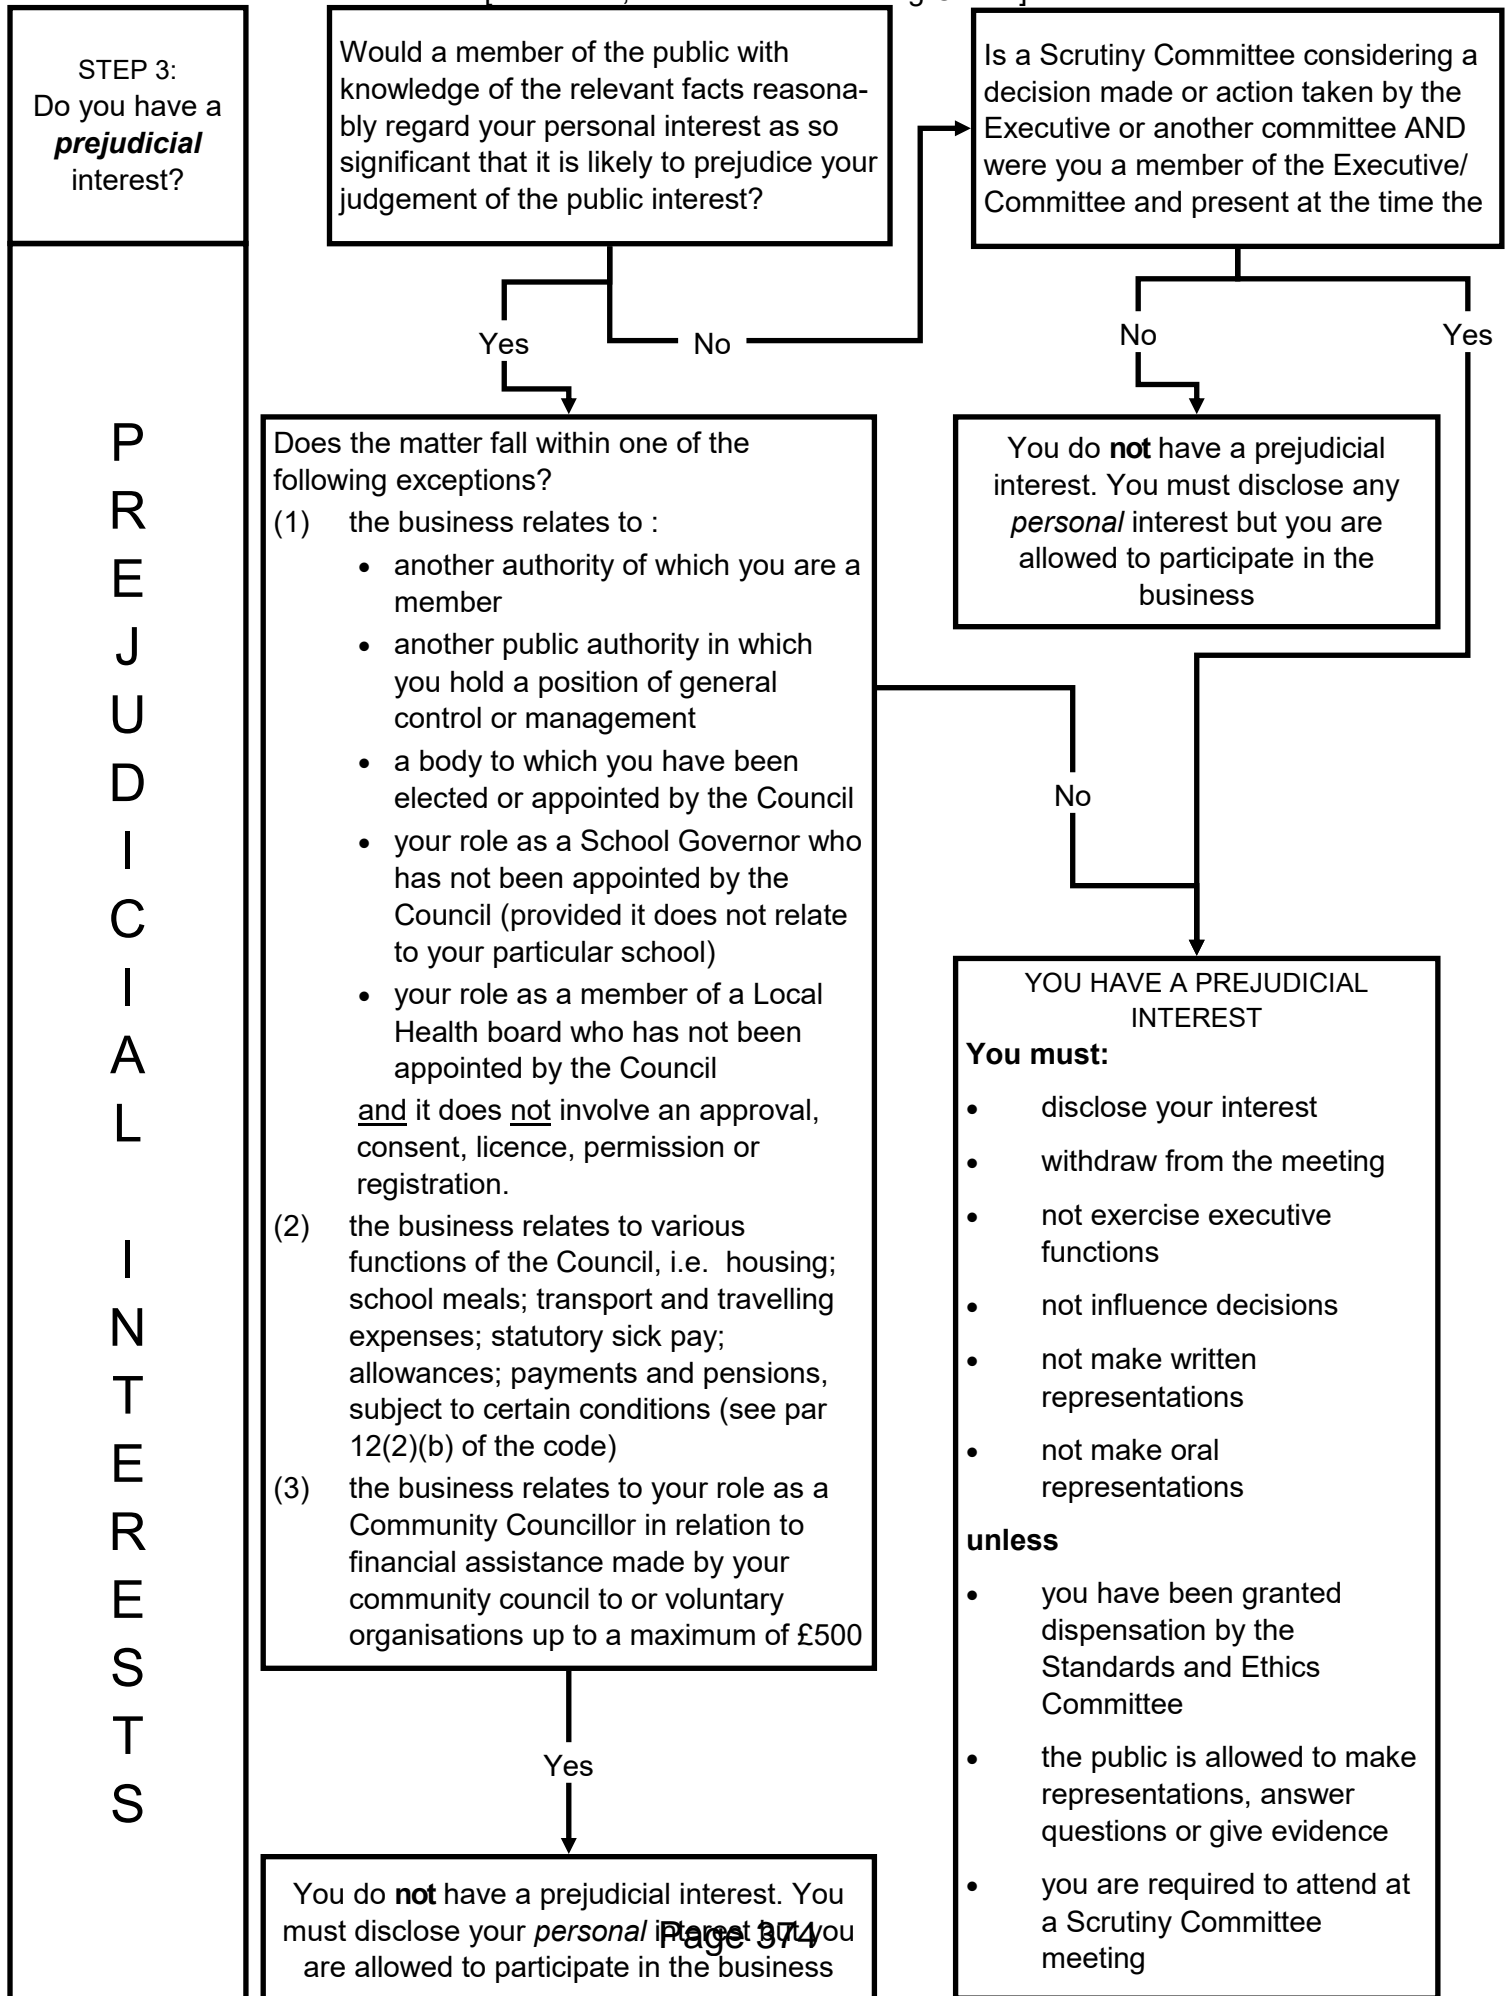 STEP 3:
Do you have a
prejudicial
interest?
P
R
E
J
U
D
I
C
I
A
L
I
N
T
E
R
E
S
T
S
Would a member of the public with
knowledge of the relevant facts reasona-
bly regard your personal interest as so
significant that it is likely to prejudice your
judgement of the public interest?
Is a Scrutiny Committee considering a
decision made or action taken by the
Executive or another committee AND
were you a member of the Executive/
Committee and present at the time the
Yes
No
No
Yes
Does the matter fall within one of the
following exceptions?
(1) the business relates to :
• another authority of which you are a
member
• another public authority in which
you hold a position of general
control or management
• a body to which you have been
elected or appointed by the Council
• your role as a School Governor who
has not been appointed by the
Council (provided it does not relate
to your particular school)
• your role as a member of a Local
Health board who has not been
appointed by the Council
and it does not involve an approval,
consent, licence, permission or
registration.
(2) the business relates to various
functions of the Council, i.e. housing;
school meals; transport and travelling
expenses; statutory sick pay;
allowances; payments and pensions,
subject to certain conditions (see par
12(2)(b) of the code)
(3) the business relates to your role as a
Community Councillor in relation to
financial assistance made by your
community council to or voluntary
organisations up to a maximum of £500
You do not have a prejudicial
interest. You must disclose any
personal interest but you are
allowed to participate in the
business
No
YOU HAVE A PREJUDICIAL
INTEREST
You must:
• disclose your interest
• withdraw from the meeting
• not exercise executive
functions
• not influence decisions
• not make written
representations
• not make oral
representations
unless
• you have been granted
dispensation by the
Standards and Ethics
Committee
• the public is allowed to make
representations, answer
questions or give evidence
• you are required to attend at
a Scrutiny Committee
meeting
Yes
You do not have a prejudicial interest. You
must disclose your personal interest but you
are allowed to participate in the business
Page 374